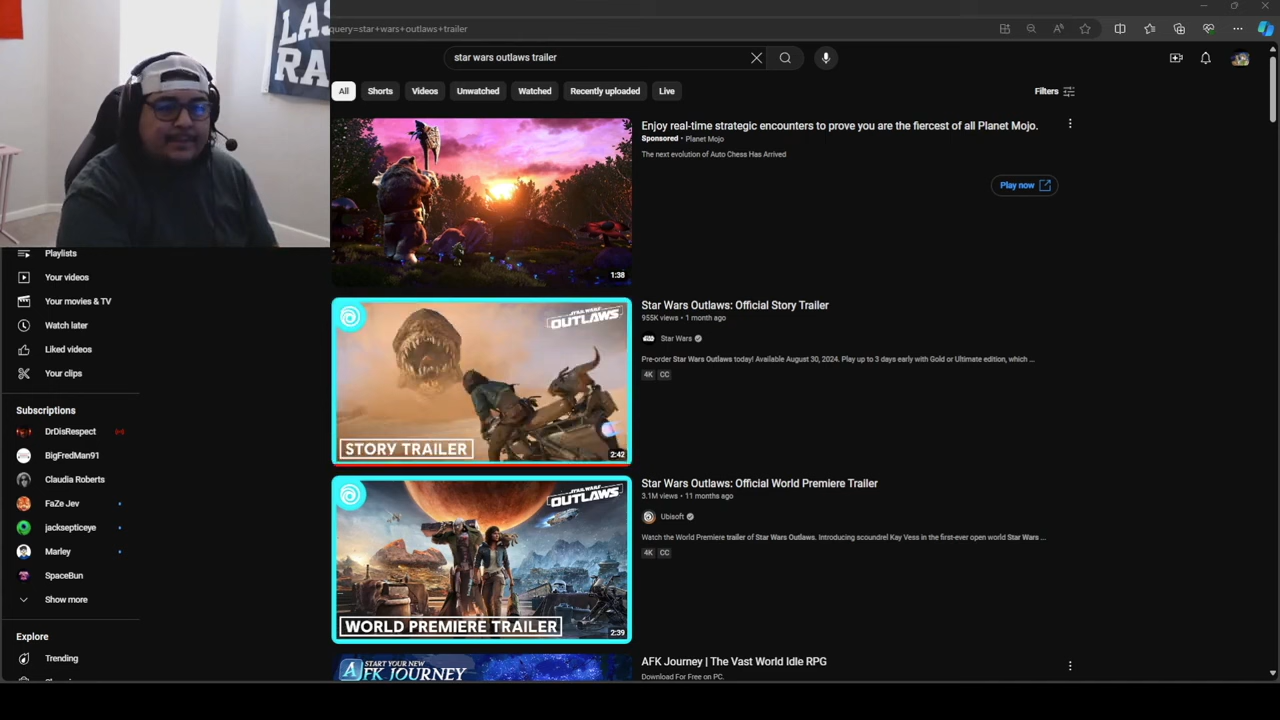 LAS
RA
query=star+wars+outlaws+trailer
star wars outlaws trailer
All
Shorts
Videos
Unwatched
Watched
Recently uploaded
Live
Filters
Enjoy real-time strategic encounters to prove you are the fiercest of all Planet Mojo.
Sponsored • Planet Mojo
The next evolution of Auto Chess Has Arrived
Play now
1:38
Playlists
Your videos
Your movies & TV
Watch later
Liked videos
Your clips
Subscriptions
DrDisRespect
BigFredMan91
Claudia Roberts
FaZe Jev
jacksepticeye
Marley
SpaceBun
Show more
Explore
Trending
STAR WARS
OUTLAWS
STORY TRAILER
2:42
Star Wars Outlaws: Official Story Trailer
955K views • 1 month ago
Star Wars
Pre-order Star Wars Outlaws today! Available August 30, 2024. Play up to 3 days early with Gold or Ultimate edition, which ...
4K CC
STAR WARS
OUTLAWS
WORLD PREMIERE TRAILER
2:39
Star Wars Outlaws: Official World Premiere Trailer
3.1M views • 11 months ago
Ubisoft
Watch the World Premiere trailer of Star Wars Outlaws. Introducing scoundrel Kay Vess in the first-ever open world Star Wars ...
4K CC
START YOUR NEW
AFK JOURNEY
AFK Journey | The Vast World Idle RPG
Download For Free on PC.